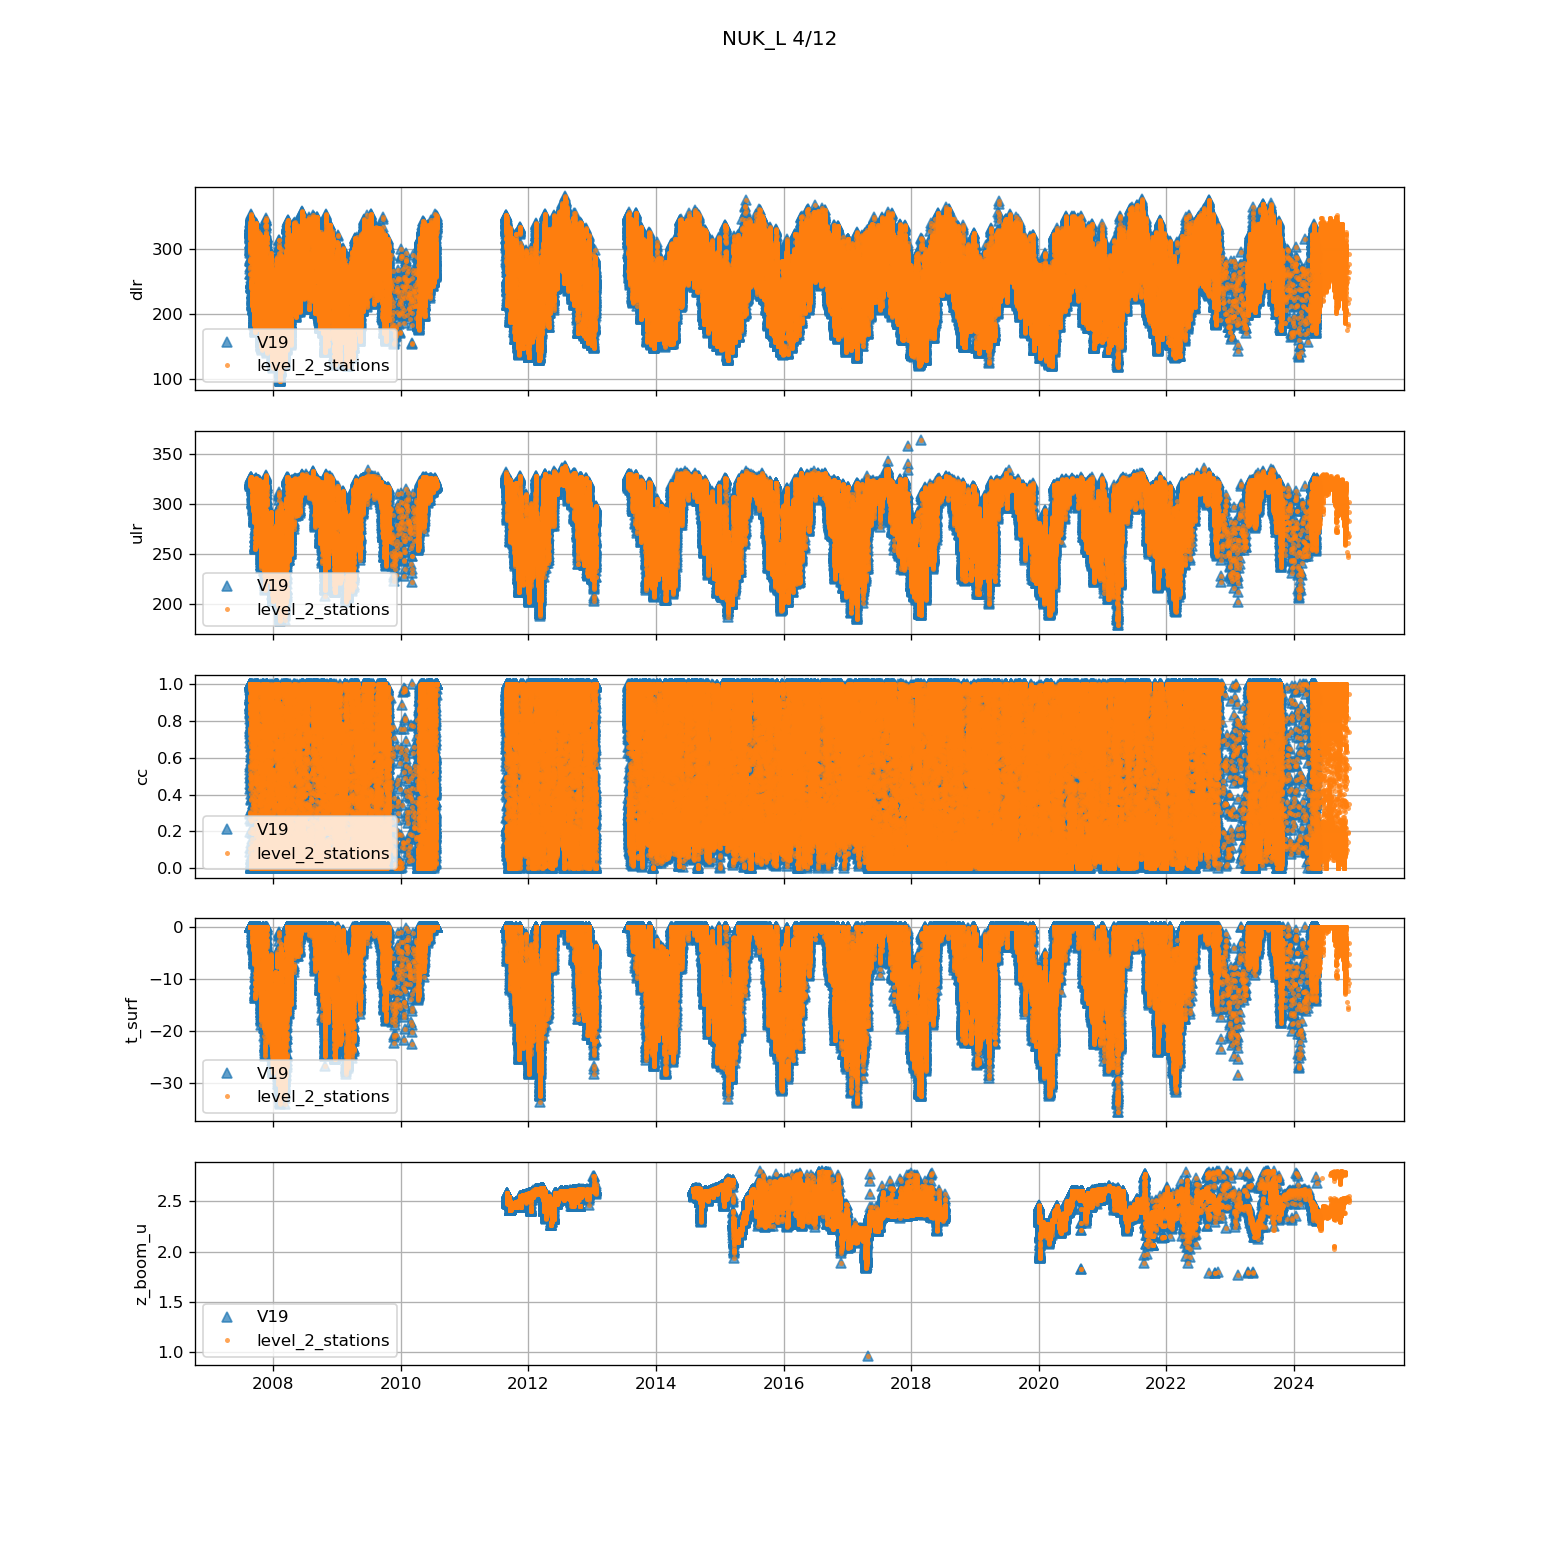 NUK_L 4/12
300
200
100
dlr
V19
level_2_stations
350
300
250
200
ulr
V19
level_2_stations
1.0
0.8
0.6
0.4
0.2
0.0
cc
V19
level_2_stations
0
−10
−20
−30
t_surf
V19
level_2_stations
2.5
2.0
1.5
1.0
z_boom_u
V19
level_2_stations
2008 2010 2012 2014 2016 2018 2020 2022 2024